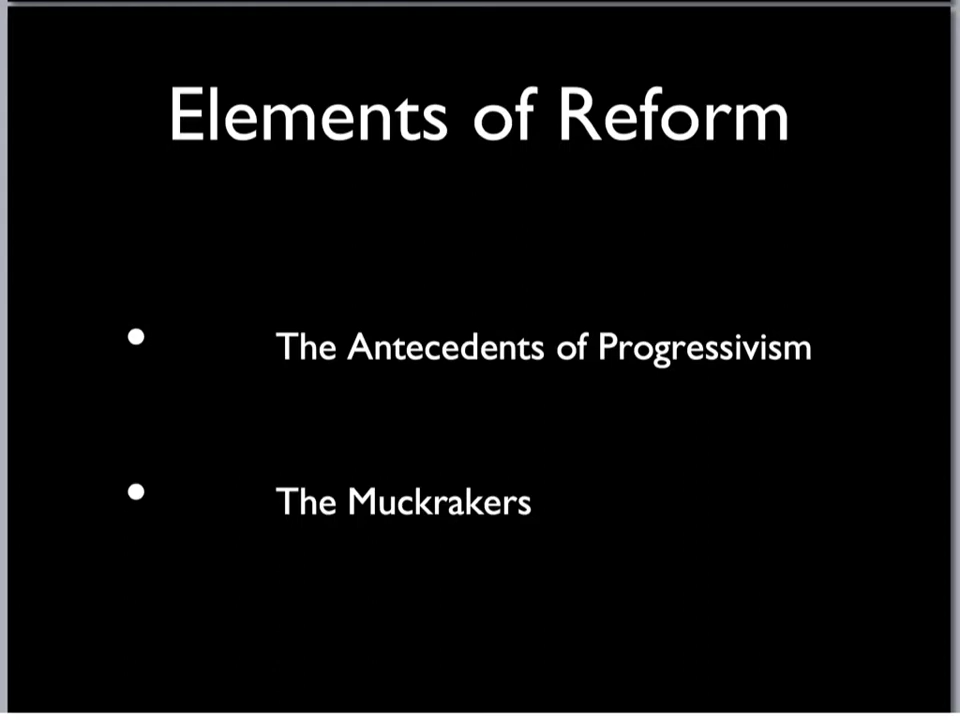 Elements of Reform
• The Antecedents of Progressivism
• The Muckrakers